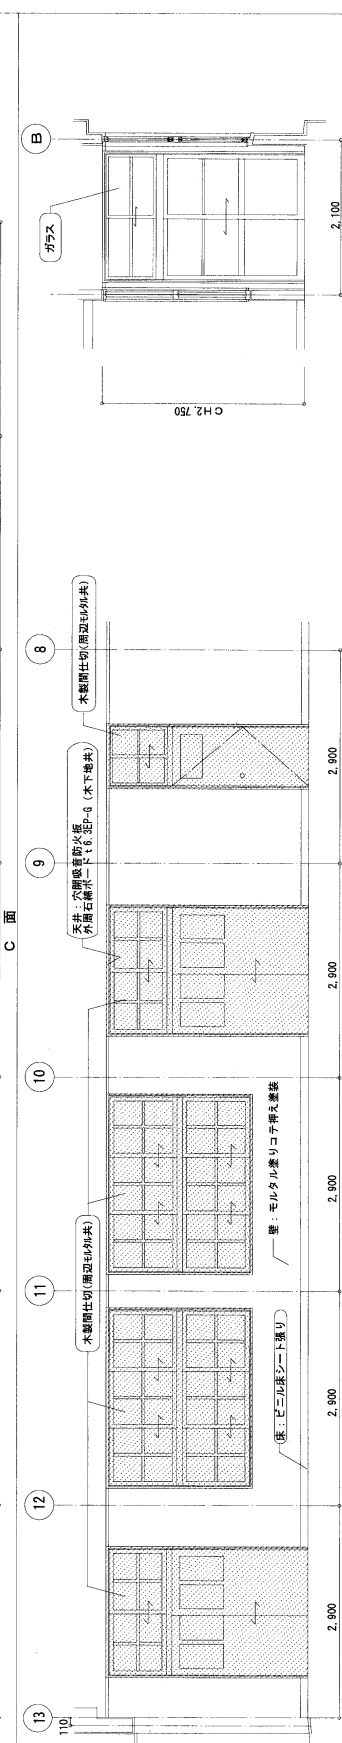 C 面
13
12
11
10
9
8
B
木製間仕切(周辺モルタル共)
天井：穴開吸音防火板
外周石綿ボードt6.3EP-G (木下地共)
木製間仕切(周辺モルタル共)
ガラス
CH2,750
壁：モルタル塗りコテ押え塗装
床：ビニル床シート張り
110
2,900
2,900
2,900
2,900
2,900
2,100